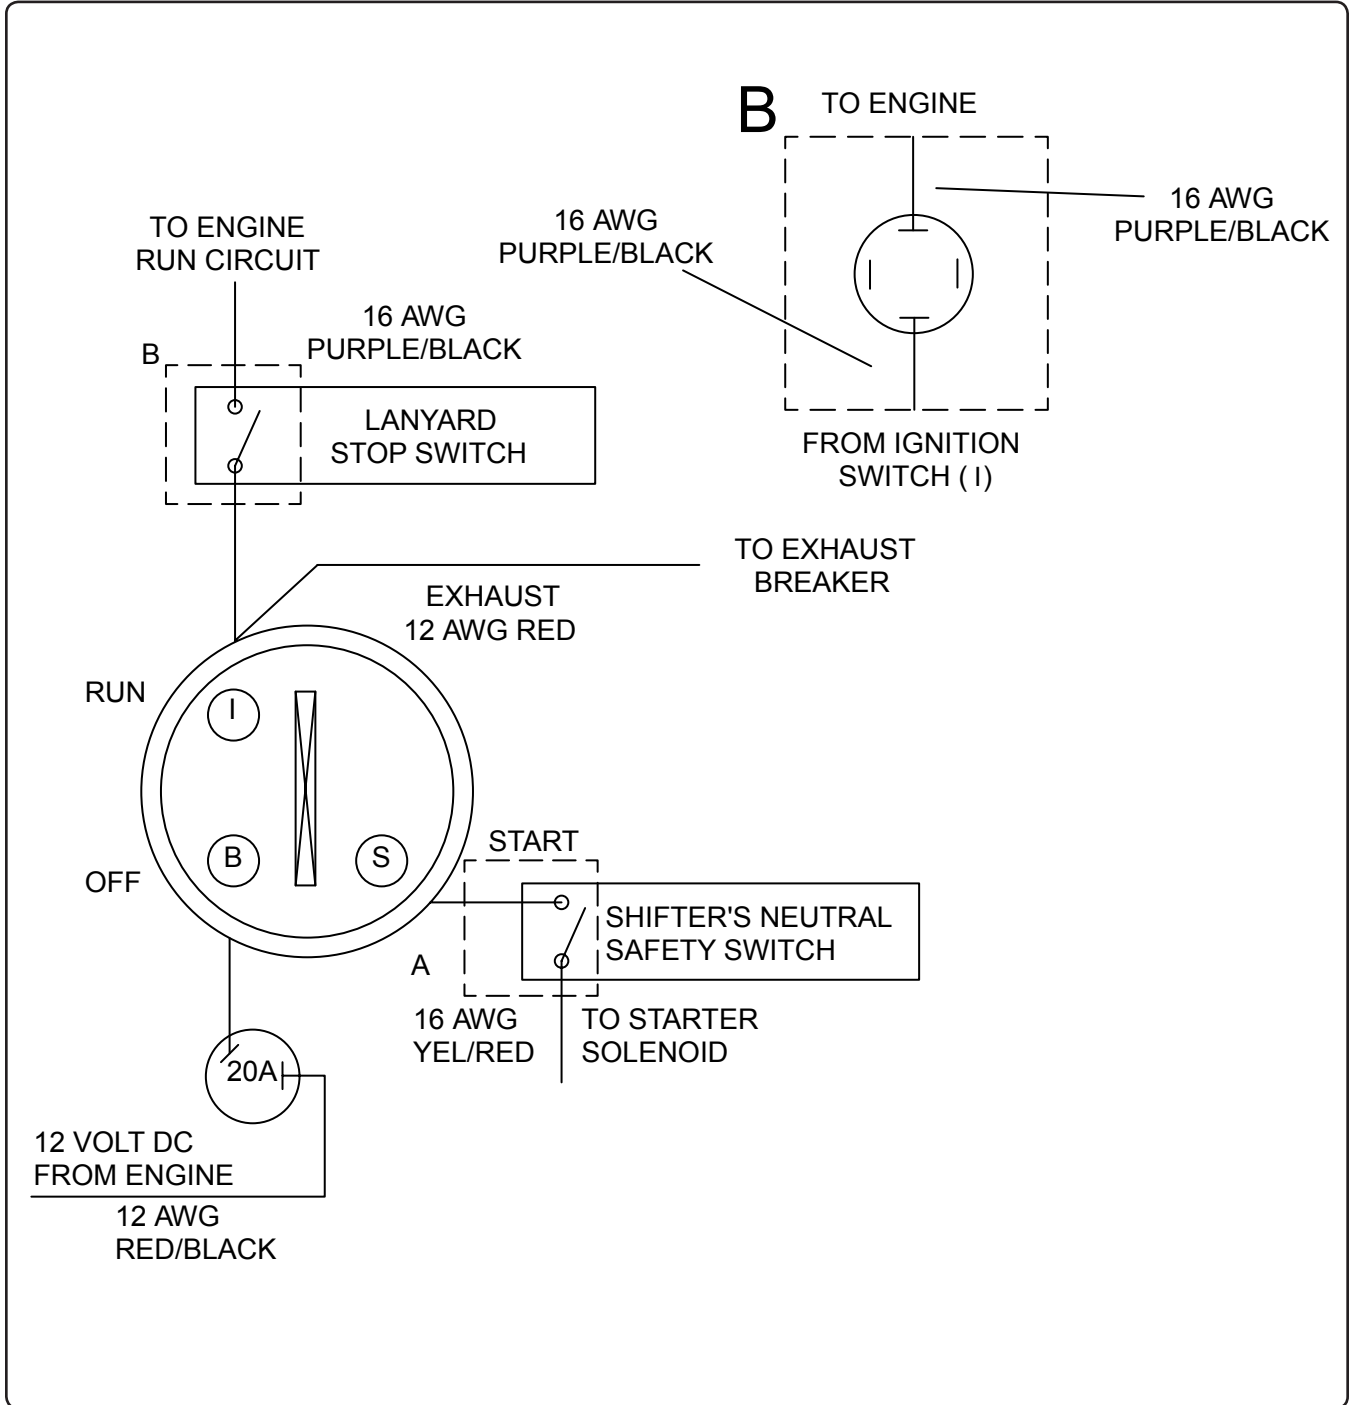 B
TO ENGINE
16 AWG
PURPLE/BLACK
16 AWG
PURPLE/BLACK
FROM IGNITION
SWITCH ( I )
TO ENGINE
RUN CIRCUIT
16 AWG
PURPLE/BLACK
B
LANYARD
STOP SWITCH
TO EXHAUST
BREAKER
EXHAUST
12 AWG RED
RUN
I
OFF
B
S
START
SHIFTER'S NEUTRAL
SAFETY SWITCH
A
16 AWG
YEL/RED
TO STARTER
SOLENOID
20A
12 VOLT DC
FROM ENGINE
12 AWG
RED/BLACK